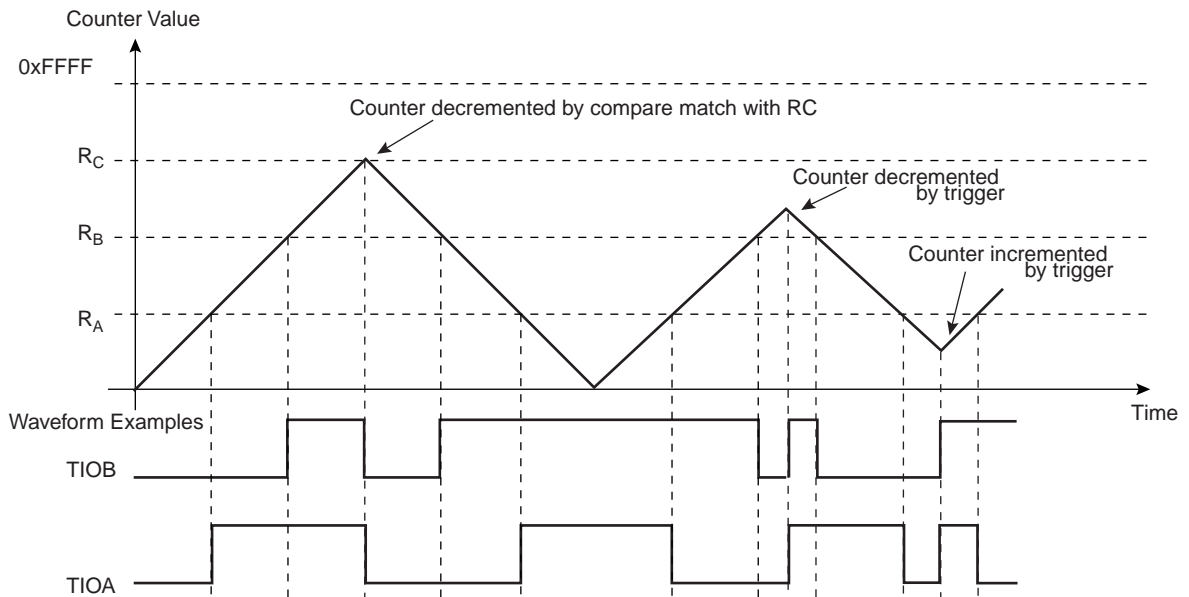 Counter Value
0xFFFF
Counter decremented by compare match with RC
RC
Counter decremented
by trigger
RB
Counter incremented
by trigger
RA
Time
Waveform Examples
TIOB
TIOA